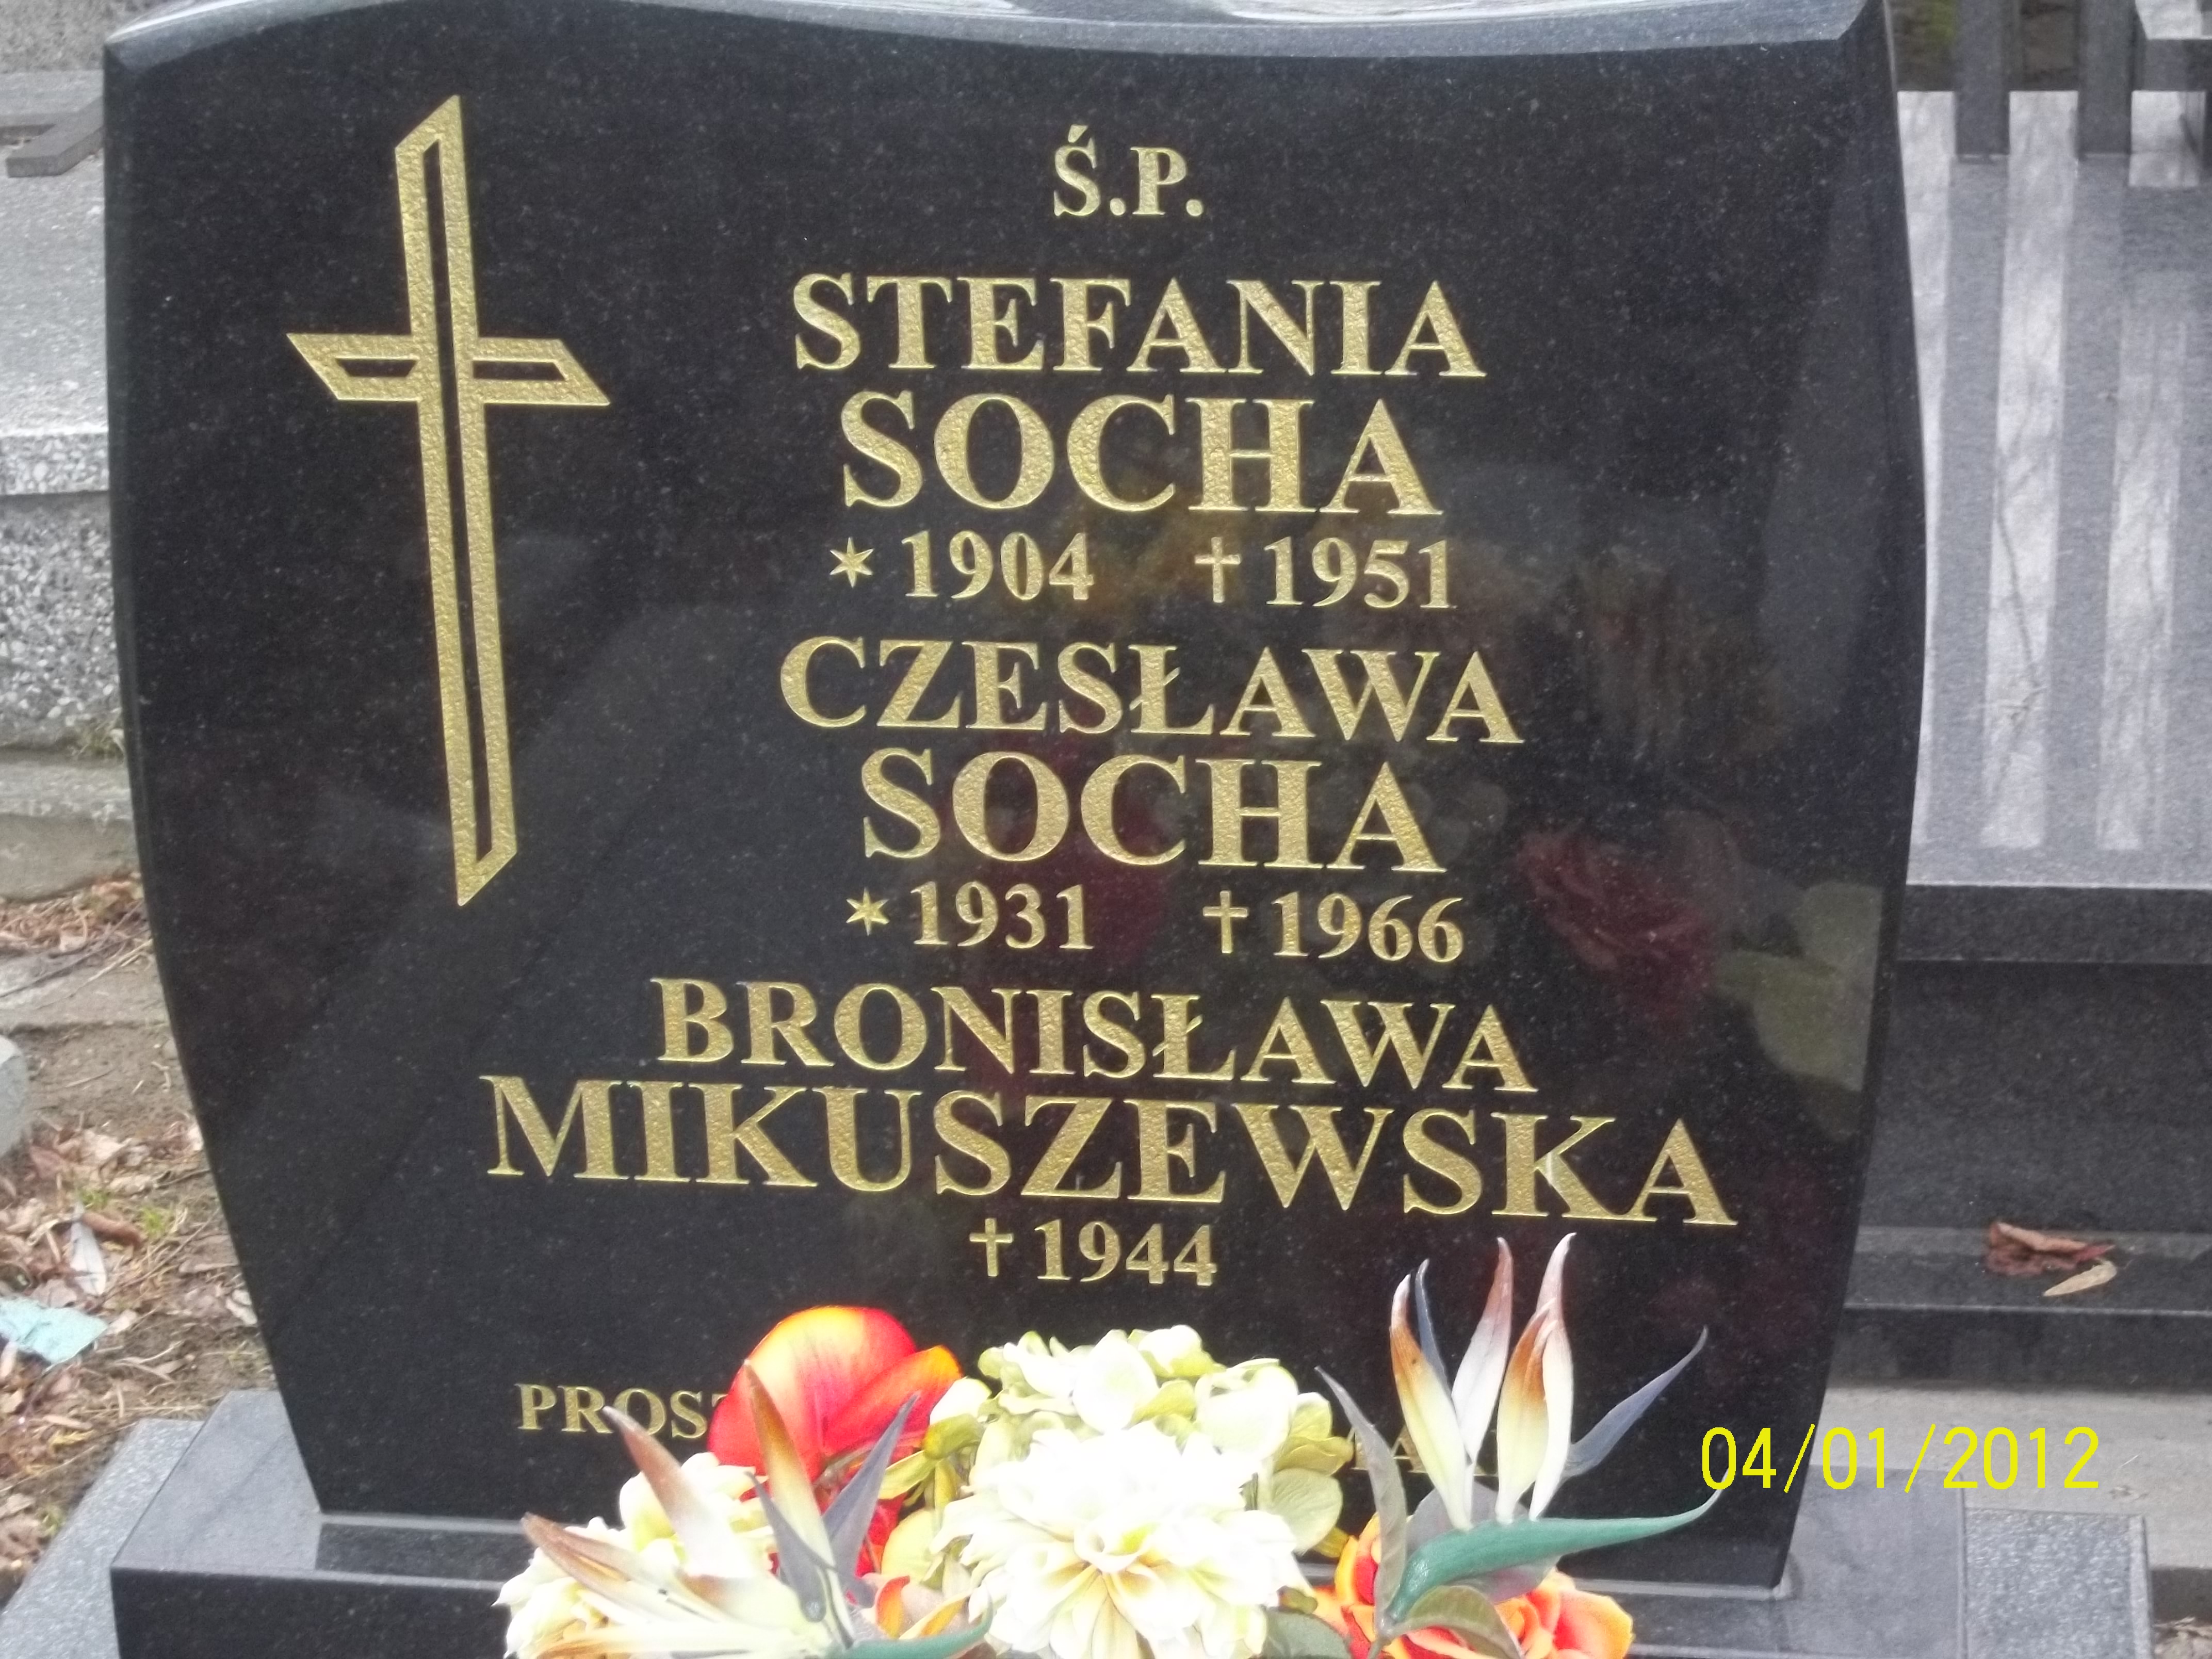 Ś.P.
STEFANIA
SOCHA
* 1904 † 1951
CZESŁAWA
SOCHA
* 1931 † 1966
BRONISŁAWA
MIKUSZEWSKA
† 1944
04/01/2012